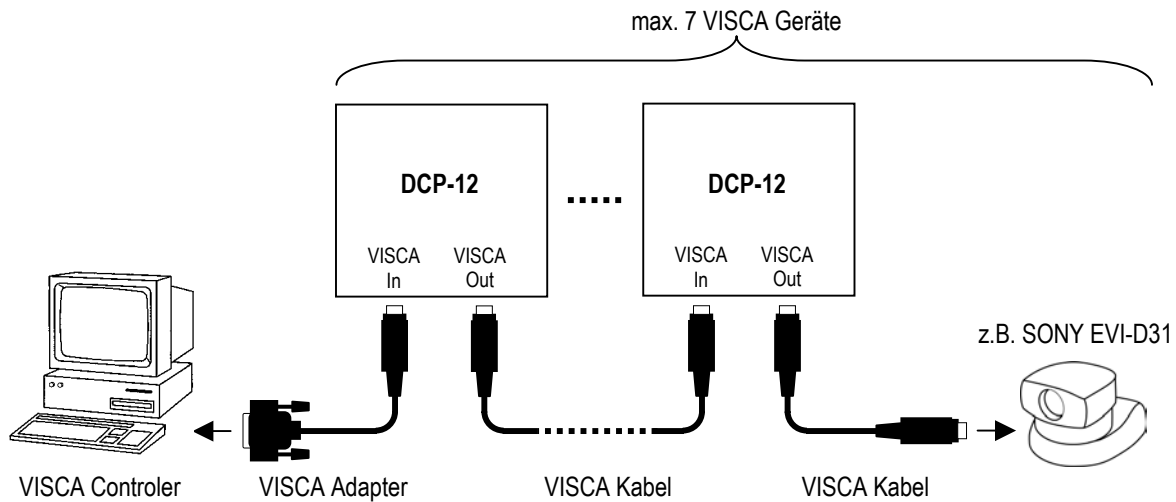 max. 7 VISCA Geräte
DCP-12
DCP-12
VISCA In
VISCA Out
VISCA In
VISCA Out
z.B. SONY EVI-D31
VISCA Controler
VISCA Adapter
VISCA Kabel
VISCA Kabel